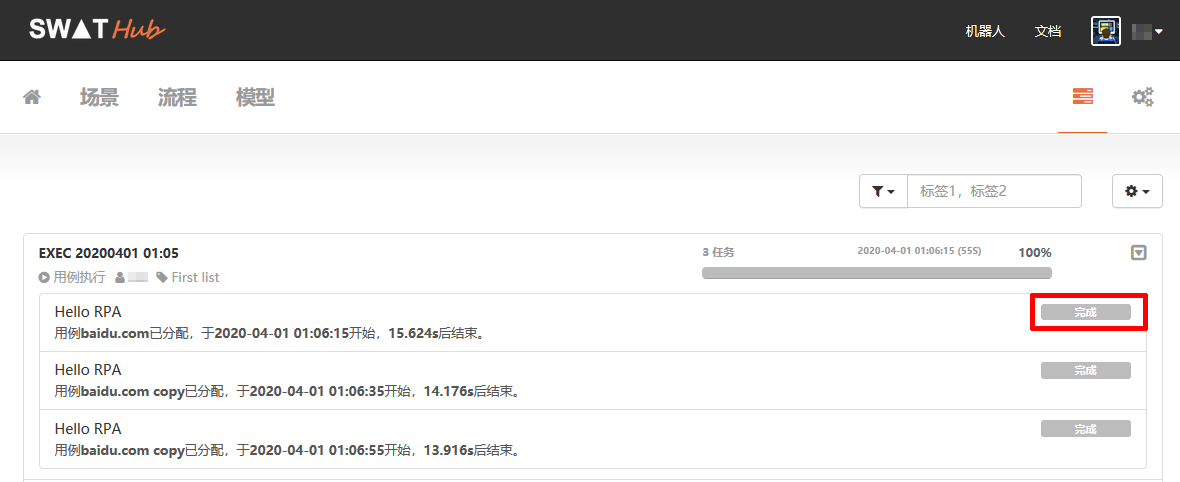 SWAT Hub
机器人 文档
场景 流程 模型
标签1，标签2
EXEC 20200401 01:05
3 任务 2020-04-01 01:06:15 (55S) 100%
用例执行 First list
Hello RPA 完成
用例baidu.com已分配，于2020-04-01 01:06:15开始，15.624s后结束。
Hello RPA 完成
用例baidu.com copy已分配，于2020-04-01 01:06:35开始，14.176s后结束。
Hello RPA 完成
用例baidu.com copy已分配，于2020-04-01 01:06:55开始，13.916s后结束。